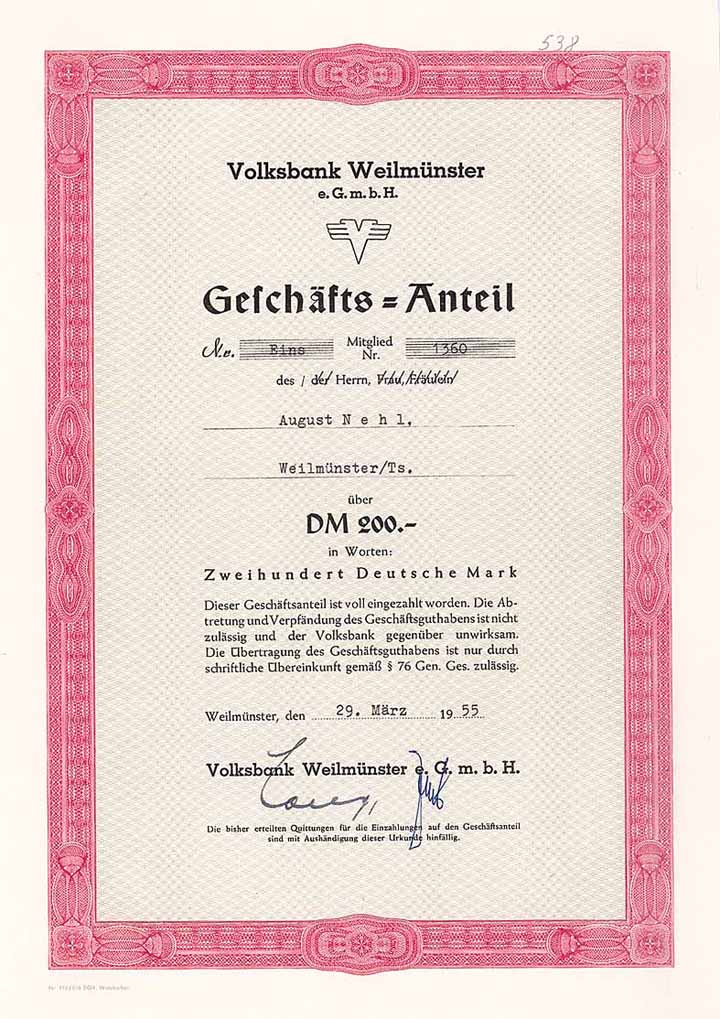 538
Volksbank Weilmünster
e. G. m. b. H.
Geſchäfts = Anteil
Nr. Eins Mitglied Nr. 1360
des / der Herrn, Frau, Fräulein
August N e h l,
Weilmünster/Ts.
über
DM 200.-
in Worten:
Zweihundert Deutsche Mark
Dieser Geschäftsanteil ist voll eingezahlt worden. Die Ab-
tretung und Verpfändung des Geschäftsguthabens ist nicht
zulässig und der Volksbank gegenüber unwirksam.
Die Übertragung des Geschäftsguthabens ist nur durch
schriftliche Übereinkunft gemäß § 76 Gen. Ges. zulässig.
Weilmünster, den 29. März 1955
Volksbank Weilmünster e. G. m. b. H.
Die bisher erteilten Quittungen für die Einzahlungen auf den Geschäftsanteil
sind mit Aushändigung dieser Urkunde hinfällig.